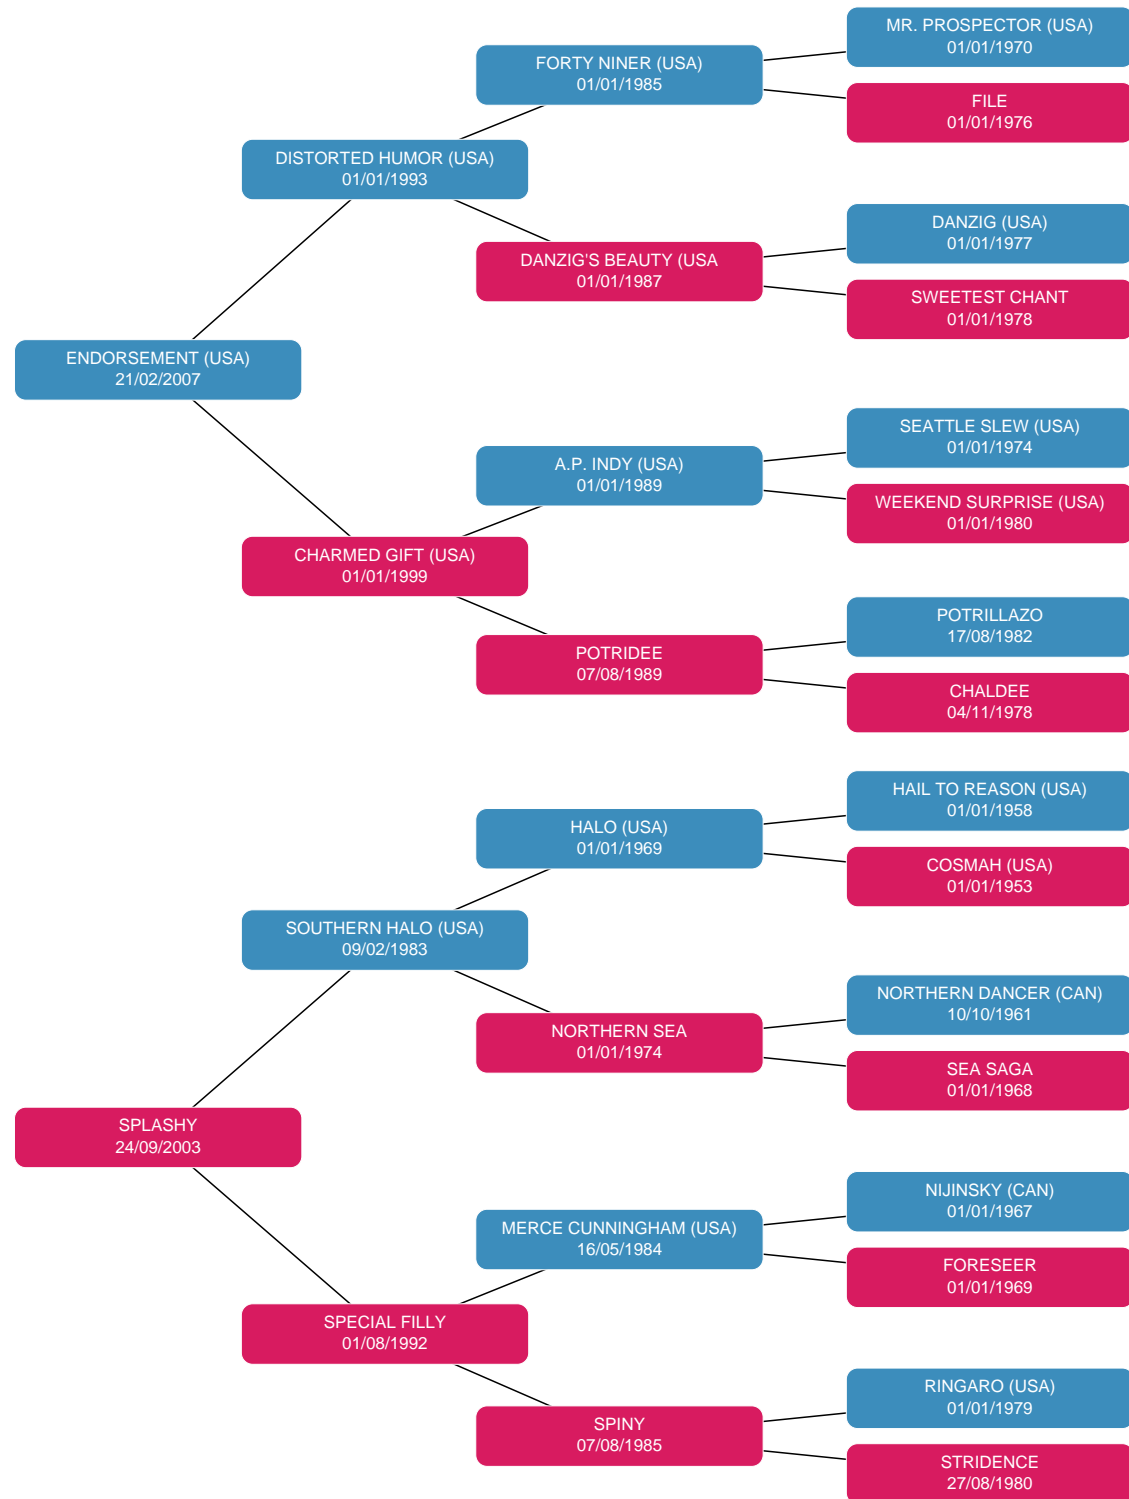 MR. PROSPECTOR (USA)
01/01/1970
FORTY NINER (USA)
01/01/1985
FILE
01/01/1976
DISTORTED HUMOR (USA)
01/01/1993
DANZIG (USA)
01/01/1977
DANZIG'S BEAUTY (USA
01/01/1987
SWEETEST CHANT
01/01/1978
ENDORSEMENT (USA)
21/02/2007
SEATTLE SLEW (USA)
01/01/1974
A.P. INDY (USA)
01/01/1989
WEEKEND SURPRISE (USA)
01/01/1980
CHARMED GIFT (USA)
01/01/1999
POTRILLAZO
17/08/1982
POTRIDEE
07/08/1989
CHALDEE
04/11/1978
HAIL TO REASON (USA)
01/01/1958
HALO (USA)
01/01/1969
COSMAH (USA)
01/01/1953
SOUTHERN HALO (USA)
09/02/1983
NORTHERN DANCER (CAN)
10/10/1961
NORTHERN SEA
01/01/1974
SEA SAGA
01/01/1968
SPLASHY
24/09/2003
NIJINSKY (CAN)
01/01/1967
MERCE CUNNINGHAM (USA)
16/05/1984
FORESEER
01/01/1969
SPECIAL FILLY
01/08/1992
RINGARO (USA)
01/01/1979
SPINY
07/08/1985
STRIDENCE
27/08/1980